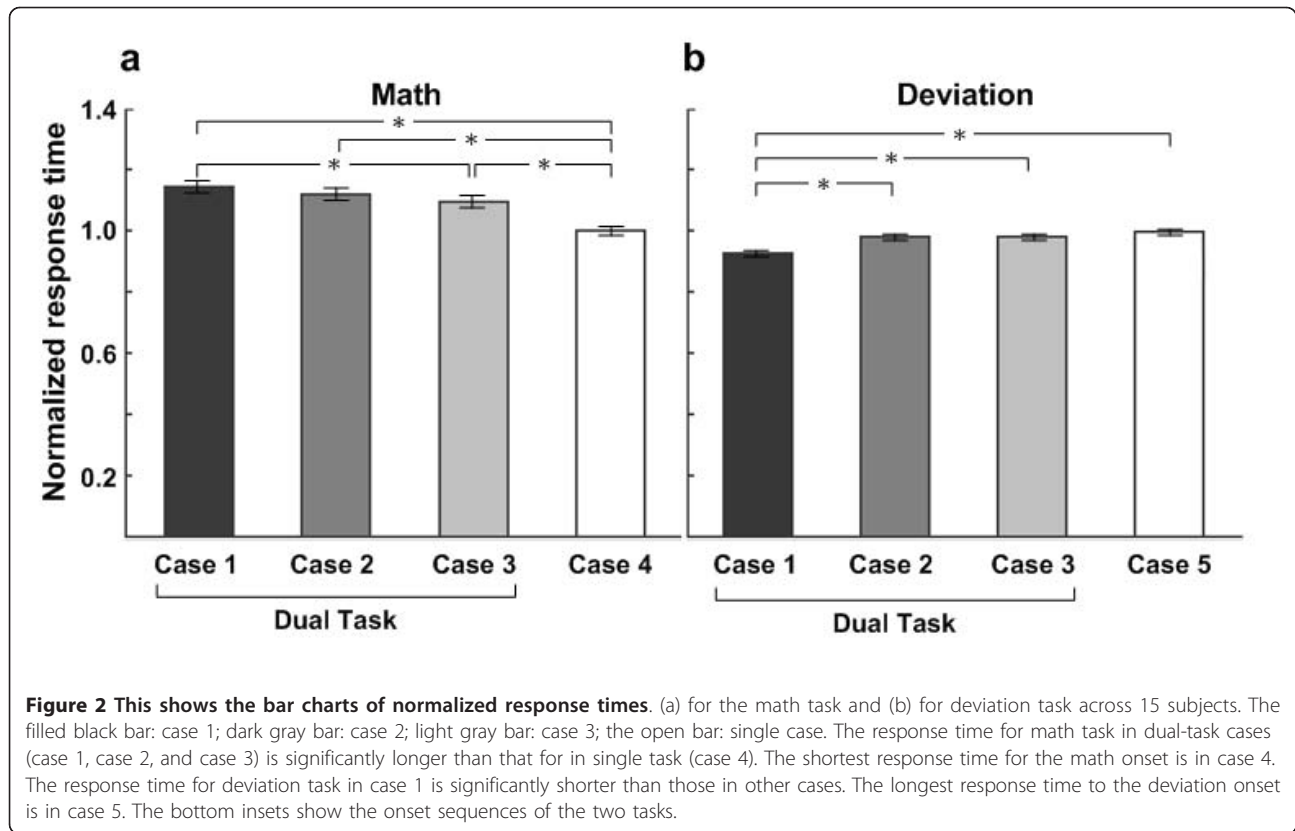 a
b
Math
Deviation
Normalized response time
1.4
1.0
0.6
0.2
*
*
*
*
*
*
*
Case 1 Case 2 Case 3 Case 4
Dual Task
Case 1 Case 2 Case 3 Case 5
Dual Task
Figure 2 This shows the bar charts of normalized response times. (a) for the math task and (b) for deviation task across 15 subjects. The
filled black bar: case 1; dark gray bar: case 2; light gray bar: case 3; the open bar: single case. The response time for math task in dual-task cases
(case 1, case 2, and case 3) is significantly longer than that for in single task (case 4). The shortest response time for the math onset is in case 4.
The response time for deviation task in case 1 is significantly shorter than those in other cases. The longest response time to the deviation onset
is in case 5. The bottom insets show the onset sequences of the two tasks.